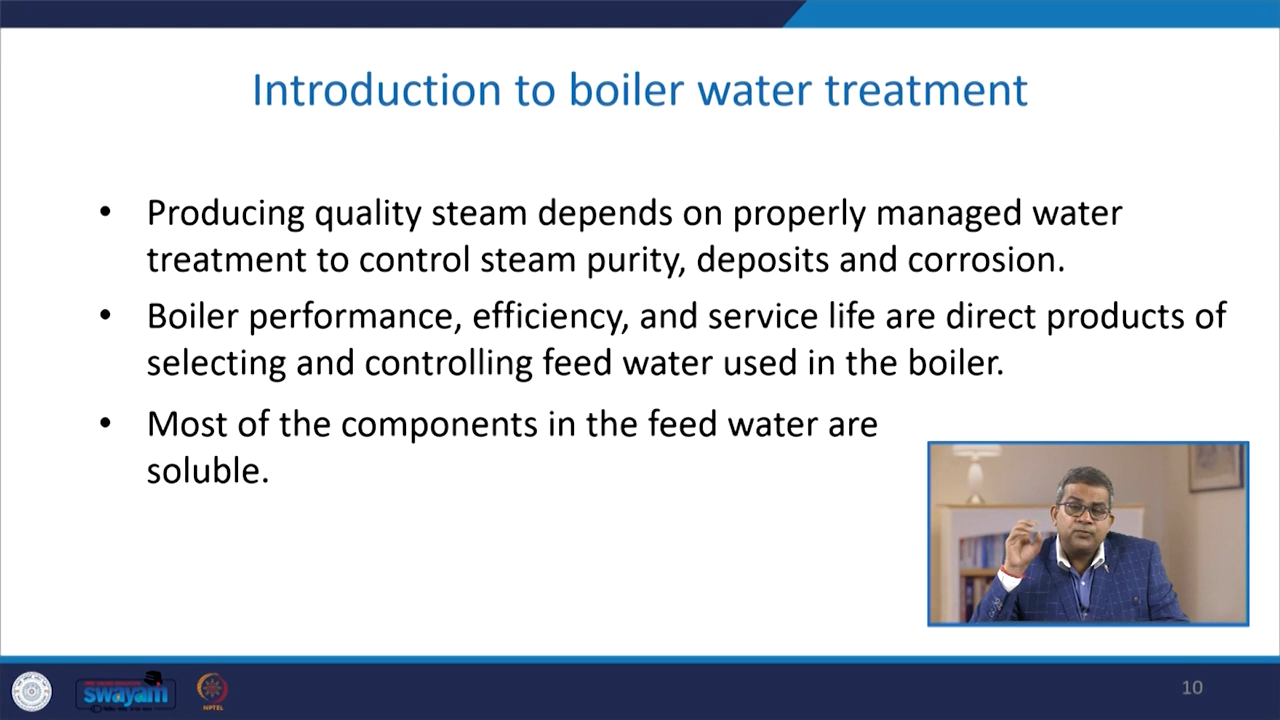 Introduction to boiler water treatment
• Producing quality steam depends on properly managed water
treatment to control steam purity, deposits and corrosion.
• Boiler performance, efficiency, and service life are direct products of
selecting and controlling feed water used in the boiler.
• Most of the components in the feed water are
soluble.
swayam
NPTEL
10